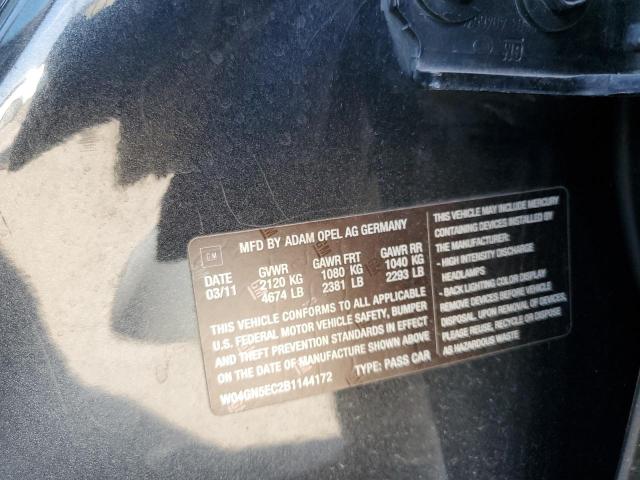 GM
MFD BY ADAM OPEL AG GERMANY
DATE GVWR GAWR FRT GAWR RR
03/11 2120 KG 1080 KG 1040 KG
4674 LB 2381 LB 2293 LB
THIS VEHICLE CONFORMS TO ALL APPLICABLE
U.S. FEDERAL MOTOR VEHICLE SAFETY, BUMPER
AND THEFT PREVENTION STANDARDS IN EFFECT
ON THE DATE OF MANUFACTURE SHOWN ABOVE
W04GN5EC2B1144172 TYPE: PASS CAR
THIS VEHICLE MAY INCLUDE MERCURY
CONTAINING DEVICES INSTALLED BY
THE MANUFACTURER:
- HIGH INTENSITY DISCHARGE
HEADLAMPS
- BACK LIGHTING COLOR DISPLAY
REMOVE DEVICES BEFORE VEHICLE
DISPOSAL. UPON REMOVAL OF DEVICES
PLEASE REUSE, RECYCLE OR DISPOSE
AS HAZARDOUS WASTE
GM